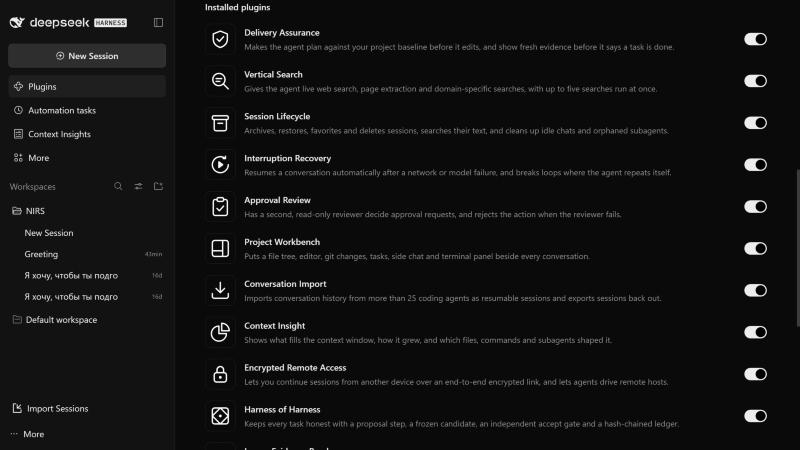 deepseek HARNESS
New Session
Plugins
Automation tasks
Context Insights
More
Workspaces
NIRS
New Session
Greeting 43min
Я хочу, чтобы ты подго 16d
Я хочу, чтобы ты подго 16d
Default workspace
Import Sessions
More
Installed plugins
Delivery Assurance
Makes the agent plan against your project baseline before it edits, and show fresh evidence before it says a task is done.
Vertical Search
Gives the agent live web search, page extraction and domain-specific searches, with up to five searches run at once.
Session Lifecycle
Archives, restores, favorites and deletes sessions, searches their text, and cleans up idle chats and orphaned subagents.
Interruption Recovery
Resumes a conversation automatically after a network or model failure, and breaks loops where the agent repeats itself.
Approval Review
Has a second, read-only reviewer decide approval requests, and rejects the action when the reviewer fails.
Project Workbench
Puts a file tree, editor, git changes, tasks, side chat and terminal panel beside every conversation.
Conversation Import
Imports conversation history from more than 25 coding agents as resumable sessions and exports sessions back out.
Context Insight
Shows what fills the context window, how it grew, and which files, commands and subagents shaped it.
Encrypted Remote Access
Lets you continue sessions from another device over an end-to-end encrypted link, and lets agents drive remote hosts.
Harness of Harness
Keeps every task honest with a proposal step, a frozen candidate, an independent accept gate and a hash-chained ledger.